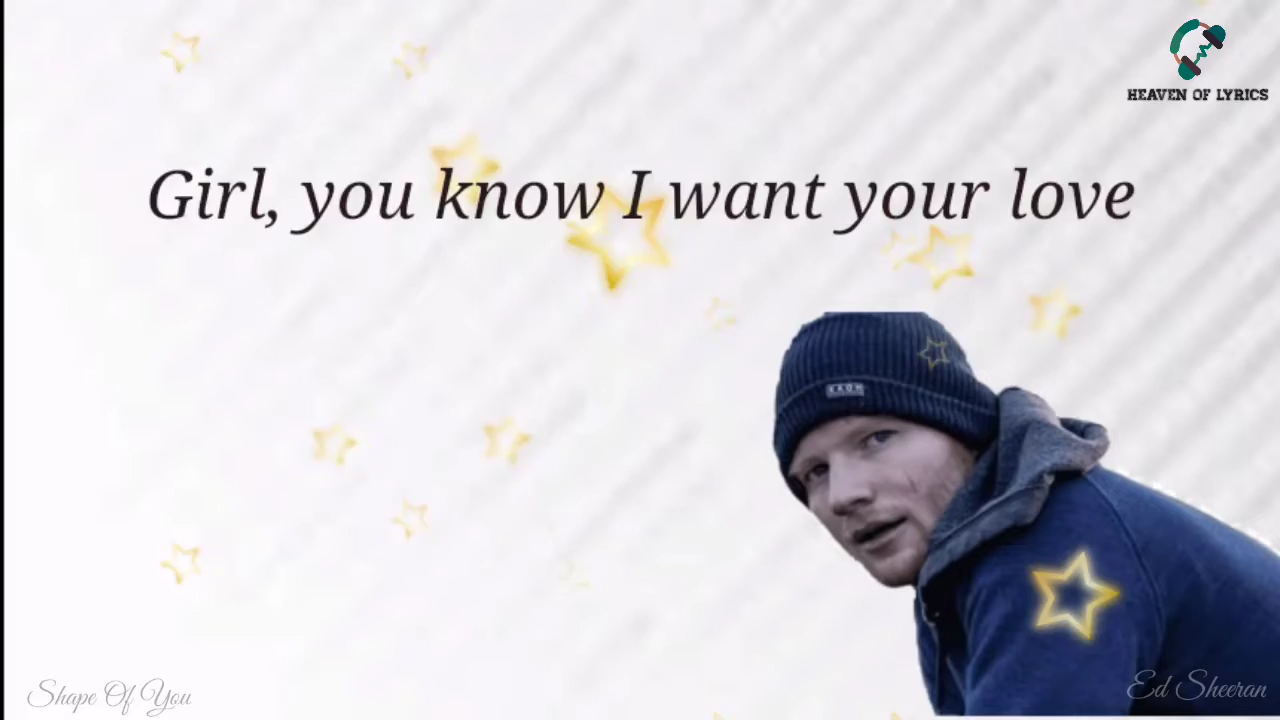 HEAVEN OF LYRICS
Girl, you know I want your love
Shape Of You
Ed Sheeran